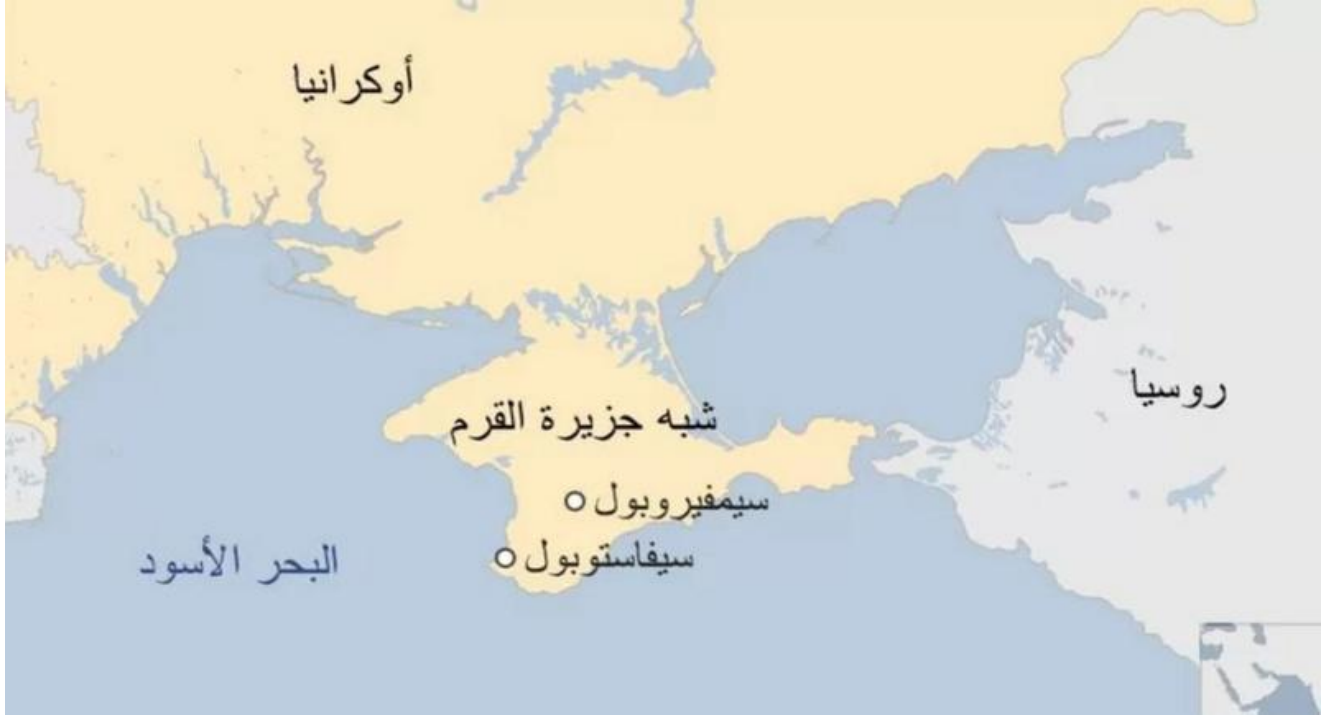 أوكرانيا
روسيا
شبه جزيرة القرم
سيمفيروبول
سيفاستوبول
البحر الأسود